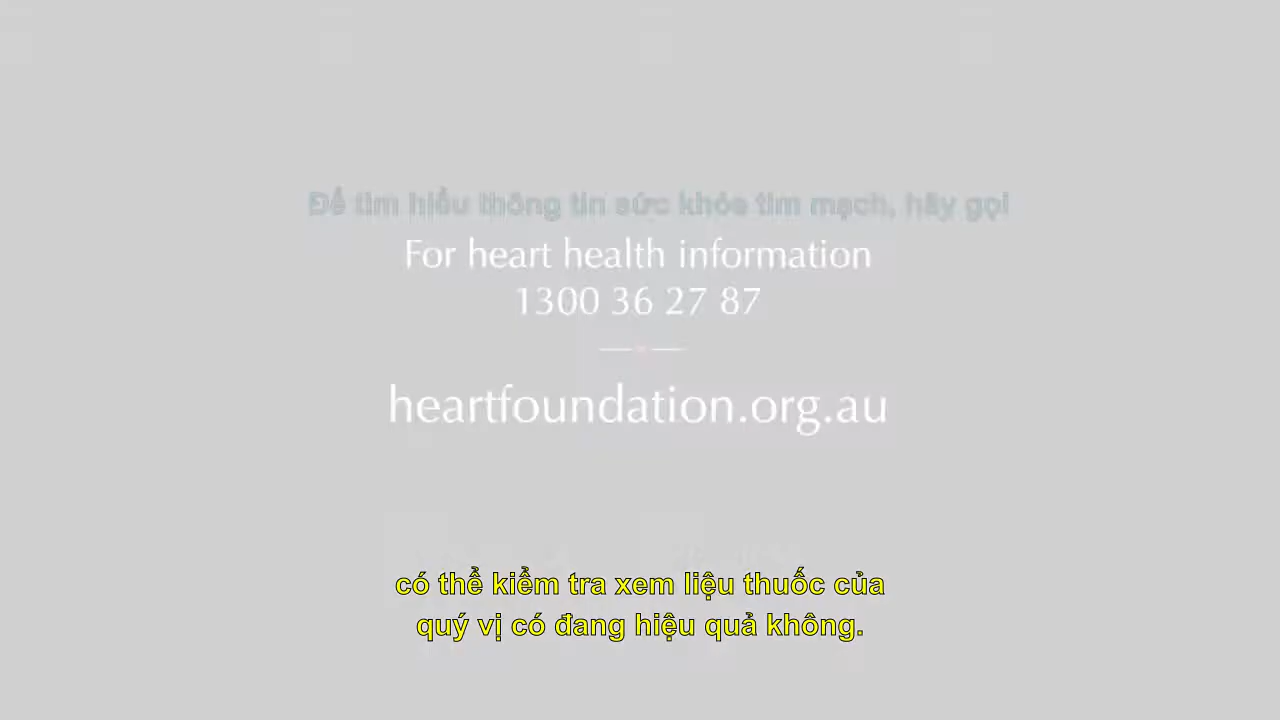 Để tìm hiểu thông tin sức khỏe tim mạch, hãy gọi
For heart health information
1300 36 27 87
heartfoundation.org.au
có thể kiểm tra xem liệu thuốc của
quý vị có đang hiệu quả không.